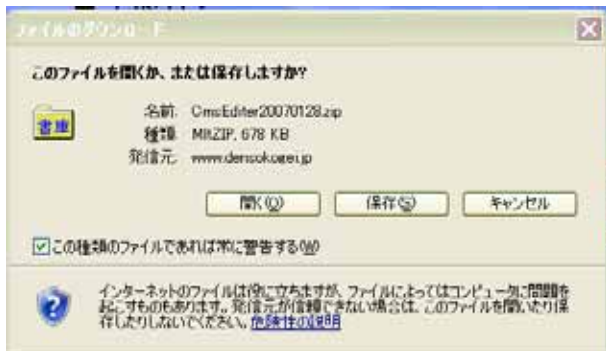 ファイルのダウンロード
このファイルを開くか、または保存しますか?
書庫
名前: CmsEditer20070128.zip
種類: MltZIP, 678 KB
発信元: www.densokogei.jp
開く(O)
保存(S)
キャンセル
この種類のファイルであれば常に警告する(W)
インターネットのファイルは役に立ちますが、ファイルによってはコンピュータに問題を
起こすものもあります。発信元が信頼できない場合は、このファイルを開いたり保
存したりしないでください。危険性の説明